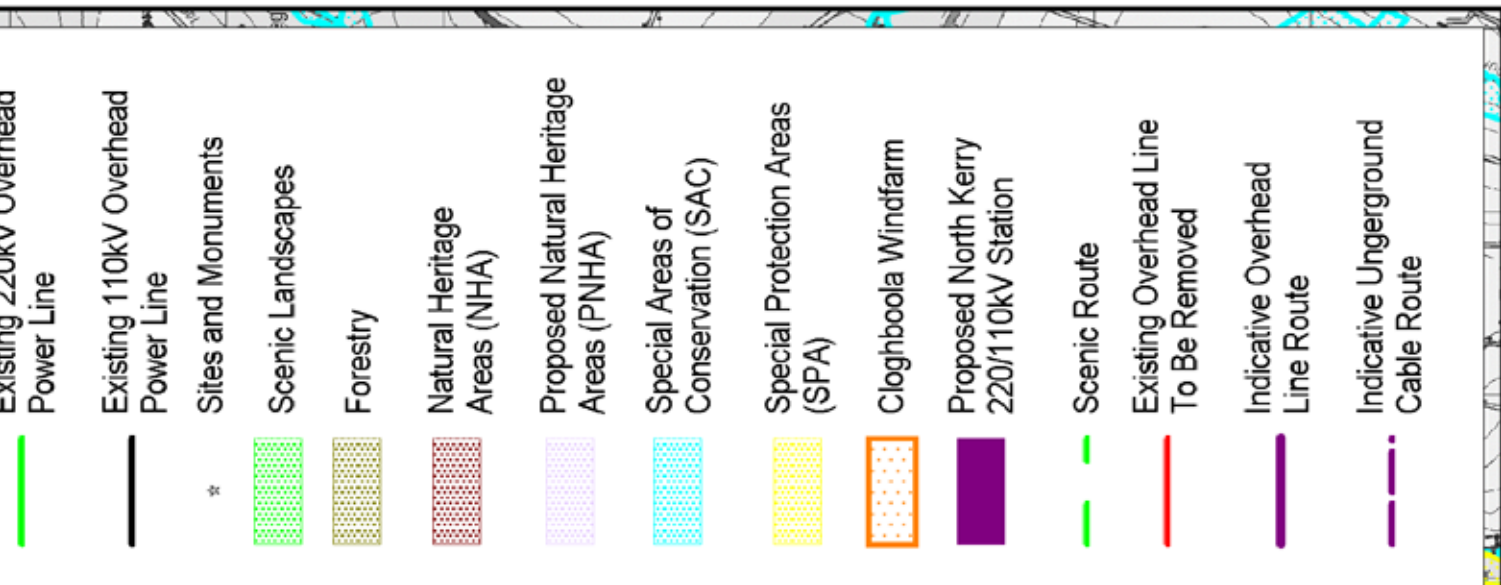 Existing 220kV Overhead
Power Line
Existing 110kV Overhead
Power Line
Sites and Monuments
Scenic Landscapes
Forestry
Natural Heritage
Areas (NHA)
Proposed Natural Heritage
Areas (PNHA)
Special Areas of
Conservation (SAC)
Special Protection Areas
(SPA)
Cloghboola Windfarm
Proposed North Kerry
220/110kV Station
Scenic Route
Existing Overhead Line
To Be Removed
Indicative Overhead
Line Route
Indicative Ungerground
Cable Route